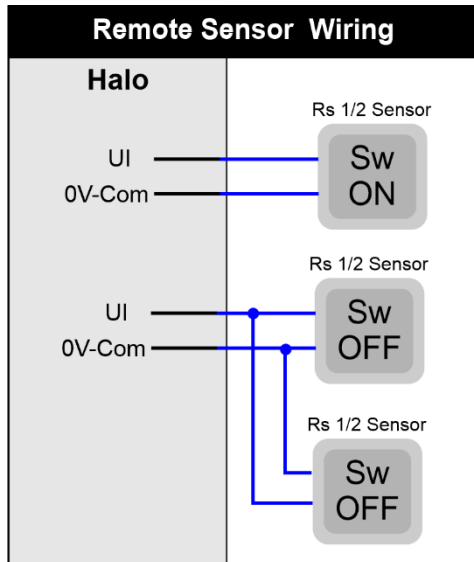 Remote Sensor Wiring
Halo
Rs 1/2 Sensor
UI
0V-Com
Sw
ON
Rs 1/2 Sensor
UI
0V-Com
Sw
OFF
Rs 1/2 Sensor
Sw
OFF